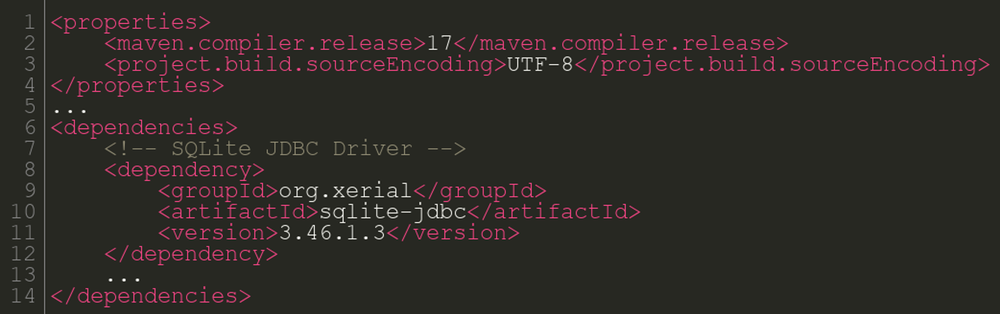 1 <properties>
2     <maven.compiler.release>17</maven.compiler.release>
3     <project.build.sourceEncoding>UTF-8</project.build.sourceEncoding>
4 </properties>
5 ...
6 <dependencies>
7     <!-- SQLite JDBC Driver -->
8     <dependency>
9         <groupId>org.xerial</groupId>
10         <artifactId>sqlite-jdbc</artifactId>
11         <version>3.46.1.3</version>
12     </dependency>
13     ...
14 </dependencies>